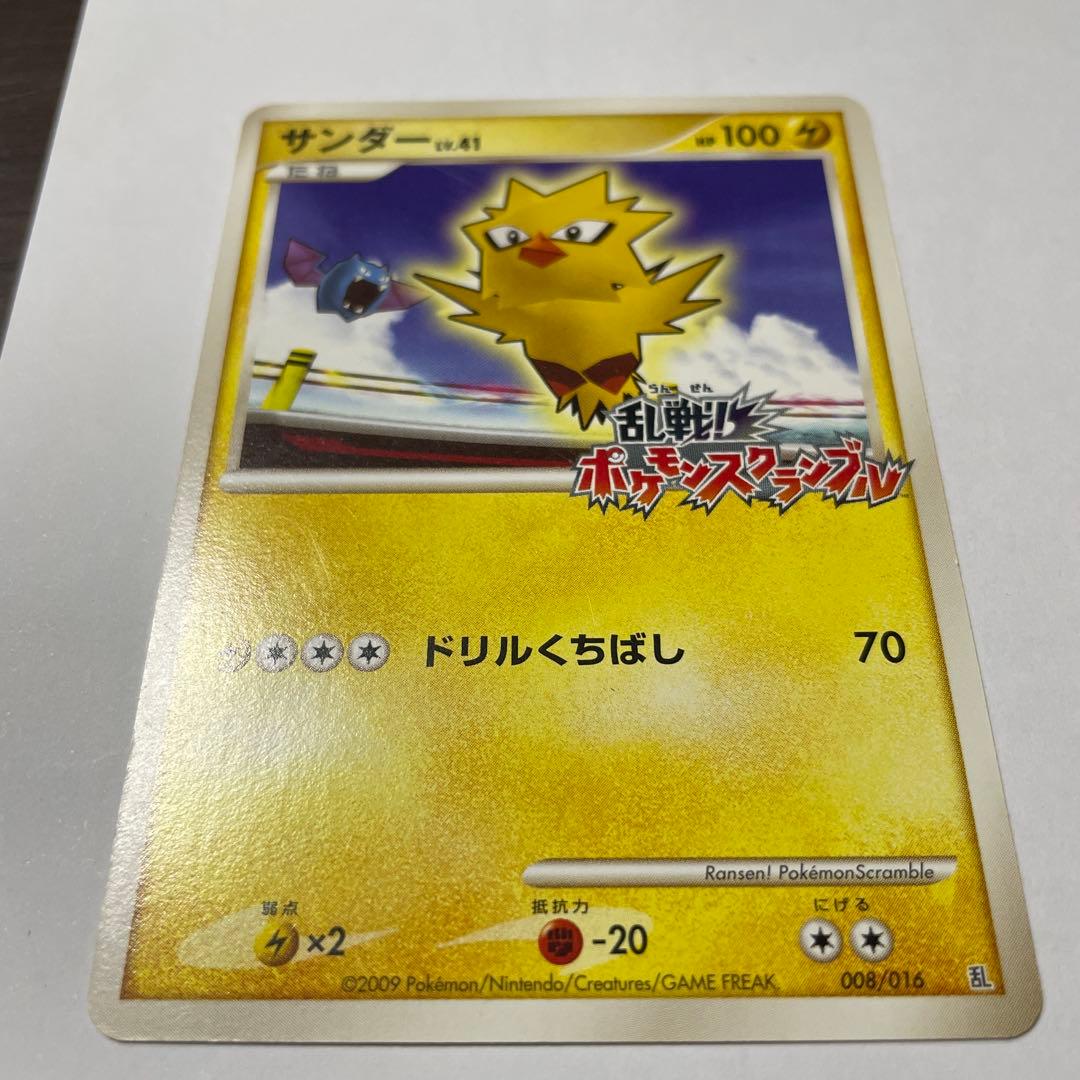 サンダー LV.41 HP 100
たね
らん せん
乱戦!
ポケモンスクランブル
ドリルくちばし 70
Ransen! PokémonScramble
弱点 抵抗力 にげる
×2 -20
©2009 Pokémon/Nintendo/Creatures/GAME FREAK. 008/016 乱